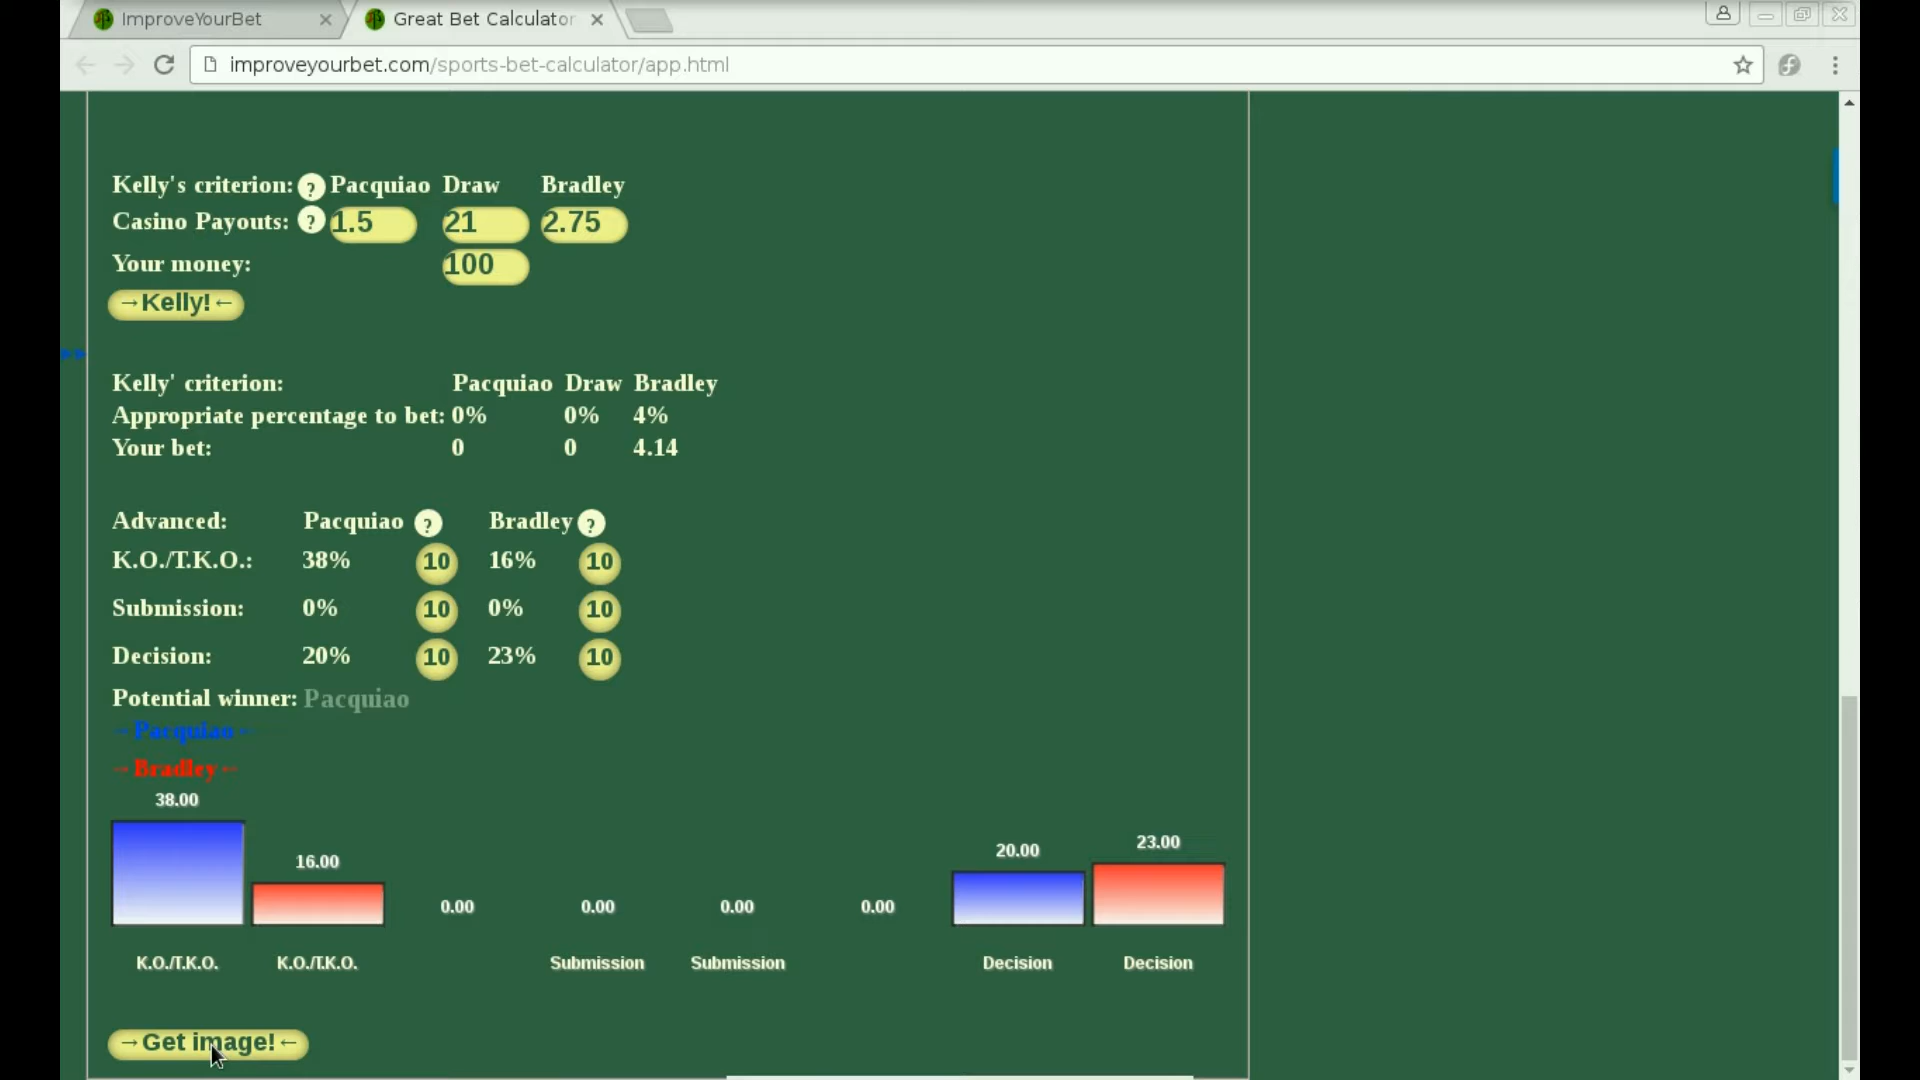 ImproveYourBet
Great Bet Calculator
improveyourbet.com/sports-bet-calculator/app.html
Kelly's criterion: ? Pacquiao Draw Bradley
Casino Payouts: ? 1.5 21 2.75
Your money: 100
→Kelly!←
Kelly' criterion: Pacquiao Draw Bradley
Appropriate percentage to bet: 0% 0% 4%
Your bet: 0 0 4.14
Advanced: Pacquiao ? Bradley ?
K.O./T.K.O.: 38% 10 16% 10
Submission: 0% 10 0% 10
Decision: 20% 10 23% 10
Potential winner: Pacquiao
→Pacquiao←
→Bradley←
38.00 16.00 0.00 0.00 0.00 0.00 20.00 23.00
K.O./T.K.O. K.O./T.K.O. Submission Submission Decision Decision
→Get image!←